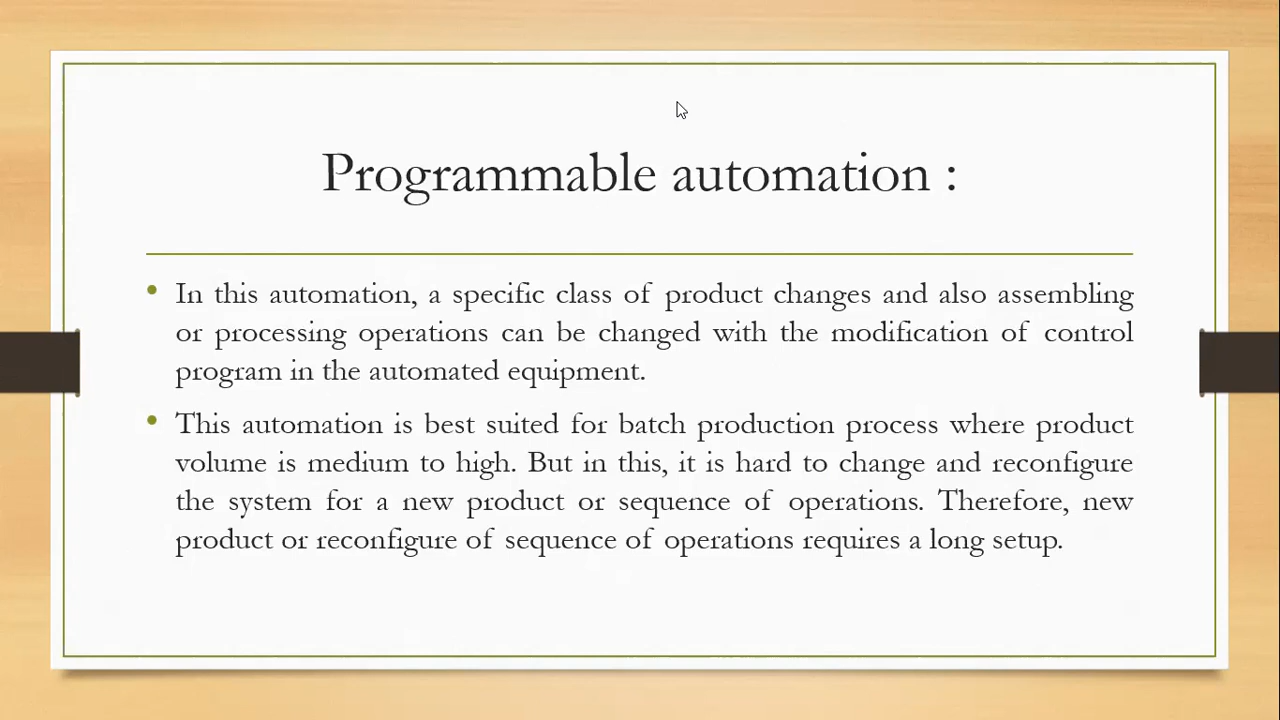 Programmable automation :
• In this automation, a specific class of product changes and also assembling
or processing operations can be changed with the modification of control
program in the automated equipment.
• This automation is best suited for batch production process where product
volume is medium to high. But in this, it is hard to change and reconfigure
the system for a new product or sequence of operations. Therefore, new
product or reconfigure of sequence of operations requires a long setup.